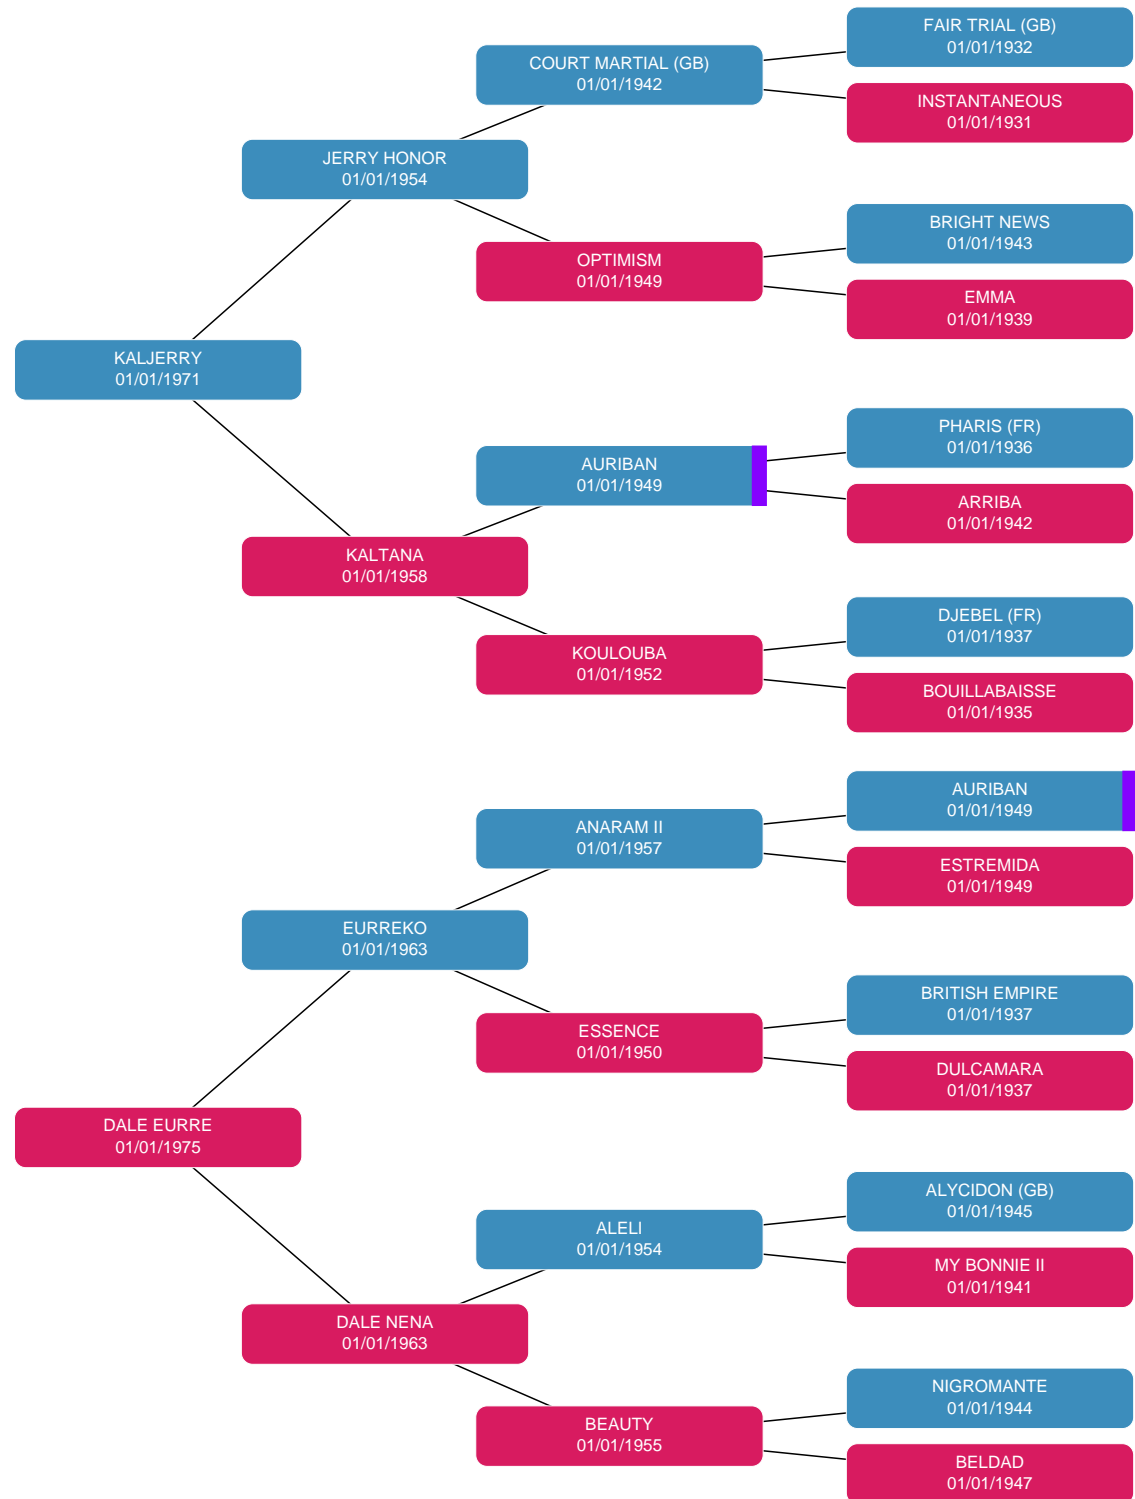 FAIR TRIAL (GB)
01/01/1932
COURT MARTIAL (GB)
01/01/1942
INSTANTANEOUS
01/01/1931
JERRY HONOR
01/01/1954
BRIGHT NEWS
01/01/1943
OPTIMISM
01/01/1949
EMMA
01/01/1939
KALJERRY
01/01/1971
PHARIS (FR)
01/01/1936
AURIBAN
01/01/1949
ARRIBA
01/01/1942
KALTANA
01/01/1958
DJEBEL (FR)
01/01/1937
KOULOUBA
01/01/1952
BOUILLABAISSE
01/01/1935
AURIBAN
01/01/1949
ANARAM II
01/01/1957
ESTREMIDA
01/01/1949
EURREKO
01/01/1963
BRITISH EMPIRE
01/01/1937
ESSENCE
01/01/1950
DULCAMARA
01/01/1937
DALE EURRE
01/01/1975
ALYCIDON (GB)
01/01/1945
ALELI
01/01/1954
MY BONNIE II
01/01/1941
DALE NENA
01/01/1963
NIGROMANTE
01/01/1944
BEAUTY
01/01/1955
BELDAD
01/01/1947